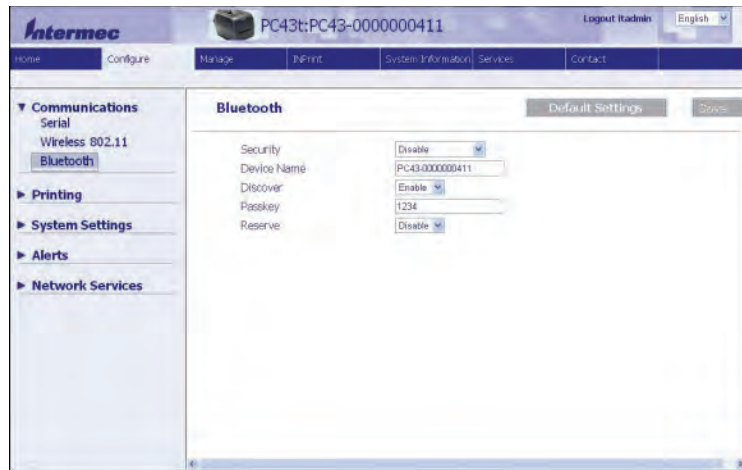 Intermec
PC43t:PC43-0000000411
Logout itadmin
English
Home Configure Manage INPrint System Information Services Contact
Communications
Serial
Wireless 802.11
Bluetooth
Printing
System Settings
Alerts
Network Services
Bluetooth Default Settings Save
Security Disable
Device Name PC43-0000000411
Discover Enable
Passkey 1234
Reserve Disable